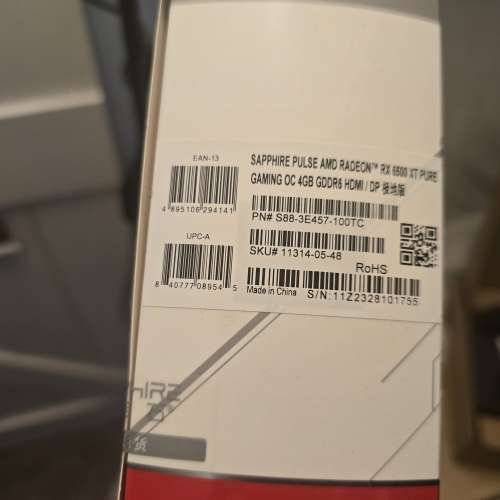 EAN-13
4 895106 294141
SAPPHIRE PULSE AMD RADEON™ RX 6500 XT PURE
GAMING OC 4GB GDDR6 HDMI / DP 极地版
PN# S88-3E457-100TC
UPC-A
8 40777 08954 5
SKU# 11314-05-48
RoHS
Made in China
S/N:11Z2328101755